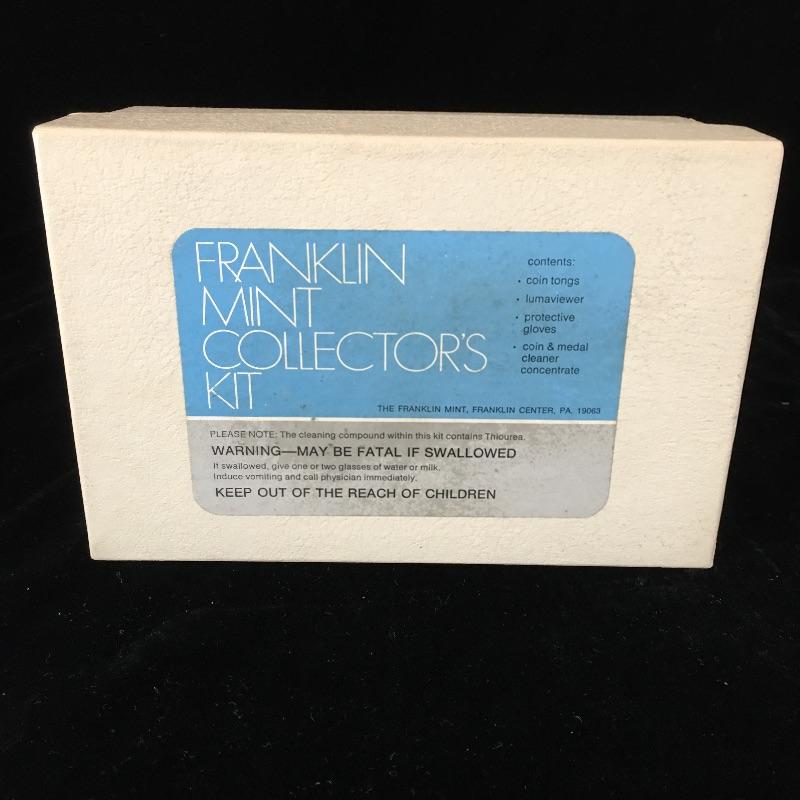 FRANKLIN
MINT
COLLECTOR'S
KIT
contents:
• coin tongs
• lumaviewer
• protective
gloves
• coin & medal
cleaner
concentrate
THE FRANKLIN MINT, FRANKLIN CENTER, PA. 19063
PLEASE NOTE: The cleaning compound within this kit contains Thiourea.
WARNING—MAY BE FATAL IF SWALLOWED
If swallowed, give one or two glasses of water or milk.
Induce vomiting and call physician immediately.
KEEP OUT OF THE REACH OF CHILDREN